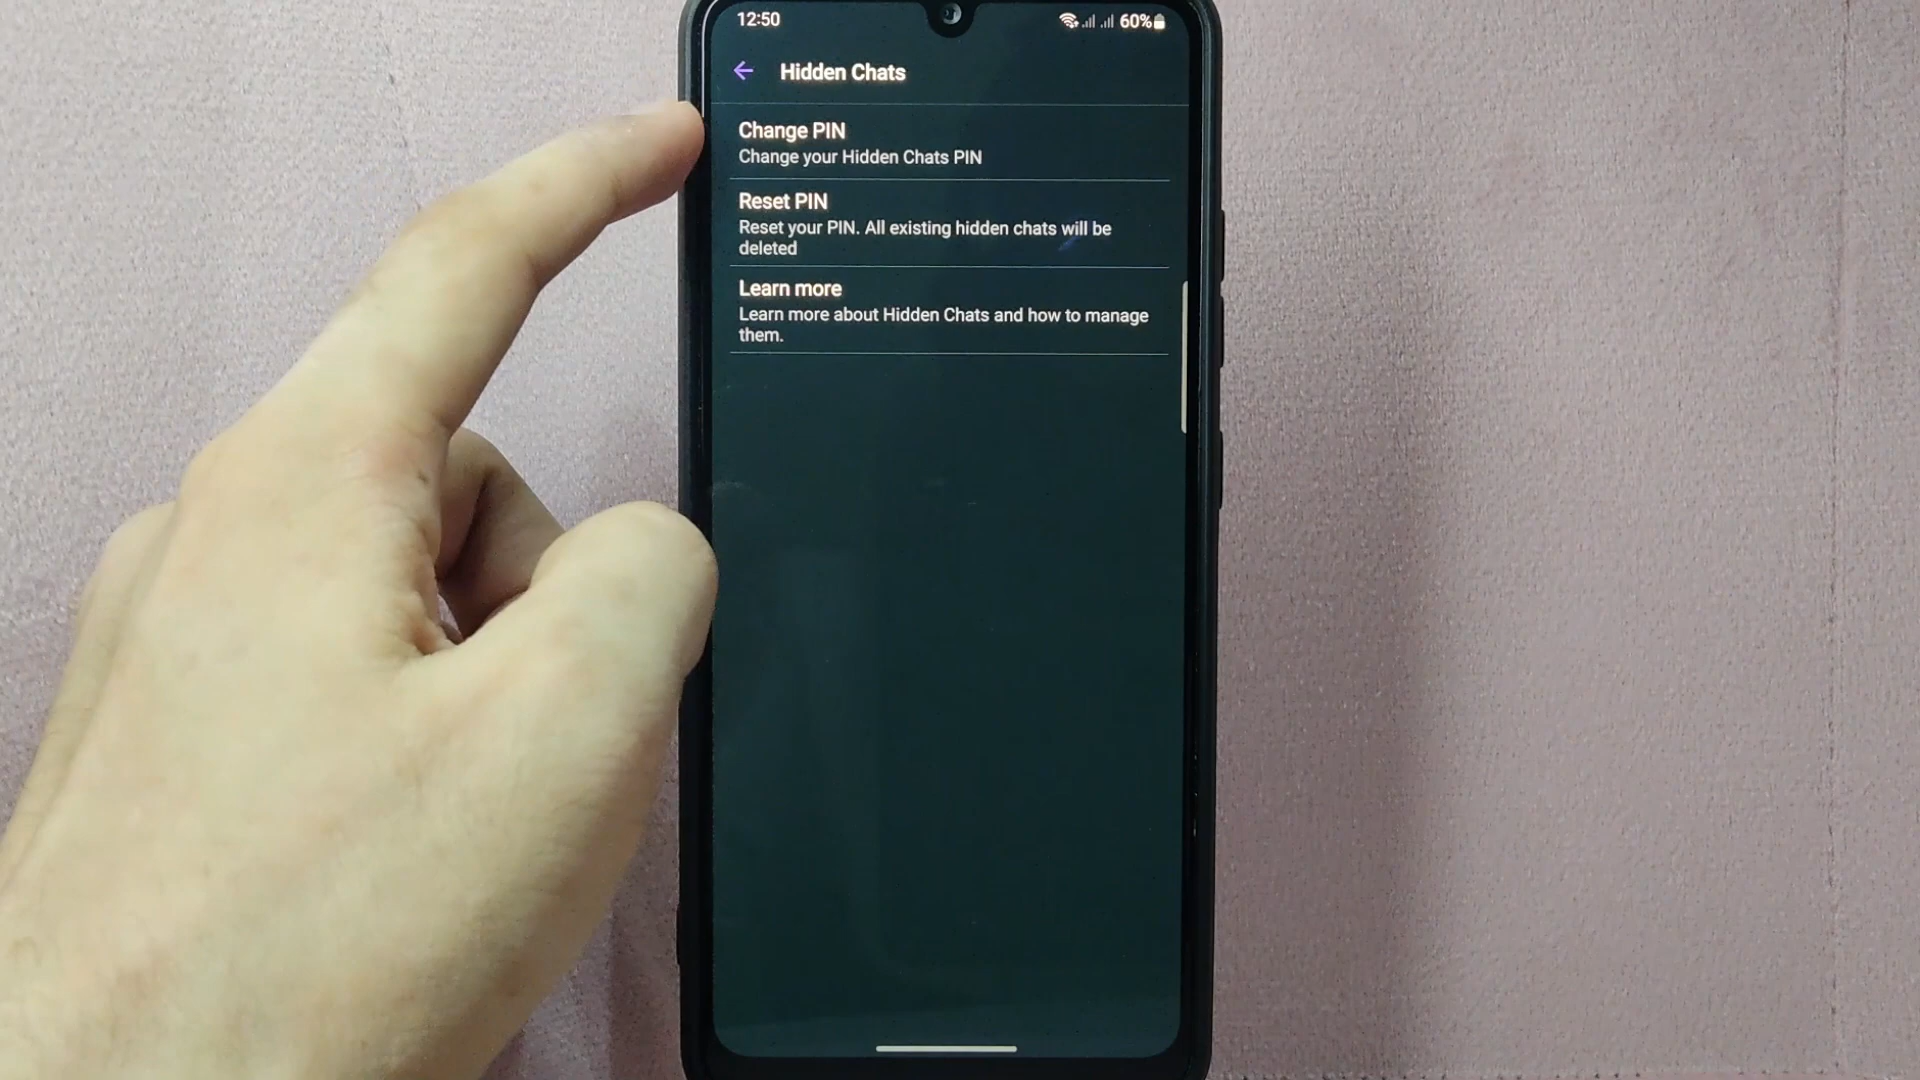 12:50
60%
Hidden Chats
Change PIN
Change your Hidden Chats PIN
Reset PIN
Reset your PIN. All existing hidden chats will be
deleted
Learn more
Learn more about Hidden Chats and how to manage
them.